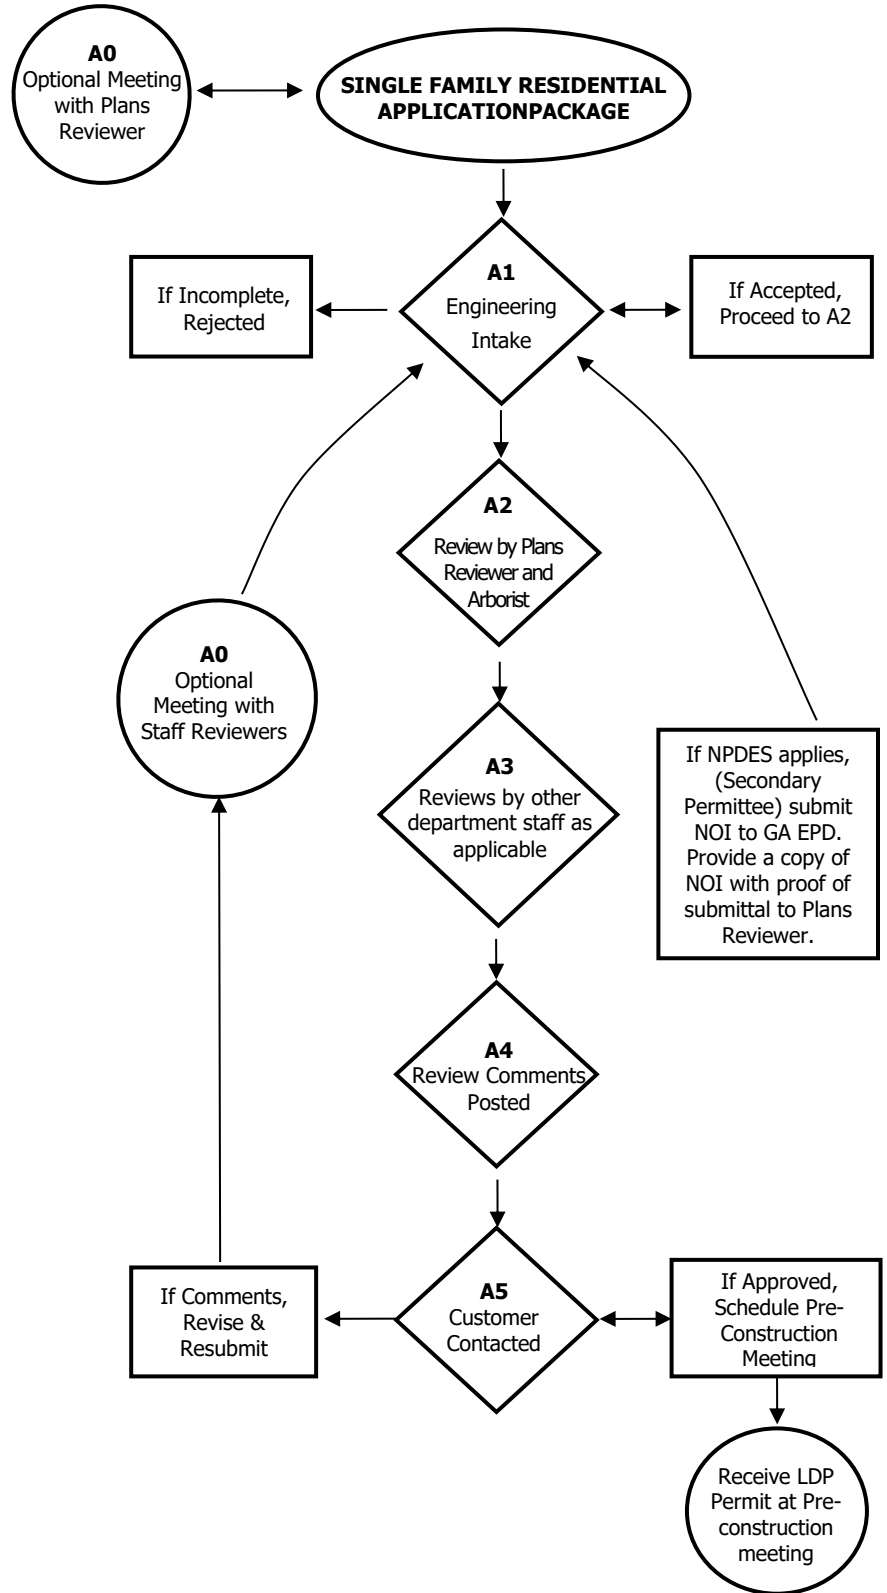 A0
Optional Meeting
with Plans
Reviewer
SINGLE FAMILY RESIDENTIAL
APPLICATIONPACKAGE
A1
Engineering
Intake
If Incomplete,
Rejected
If Accepted,
Proceed to A2
A2
Review by Plans
Reviewer and
Arborist
A0
Optional
Meeting with
Staff Reviewers
A3
Reviews by other
department staff as
applicable
If NPDES applies,
(Secondary
Permittee) submit
NOI to GA EPD.
Provide a copy of
NOI with proof of
submittal to Plans
Reviewer.
A4
Review Comments
Posted
A5
Customer
Contacted
If Comments,
Revise &
Resubmit
If Approved,
Schedule Pre-
Construction
Meeting
Receive LDP
Permit at Pre-
construction
meeting